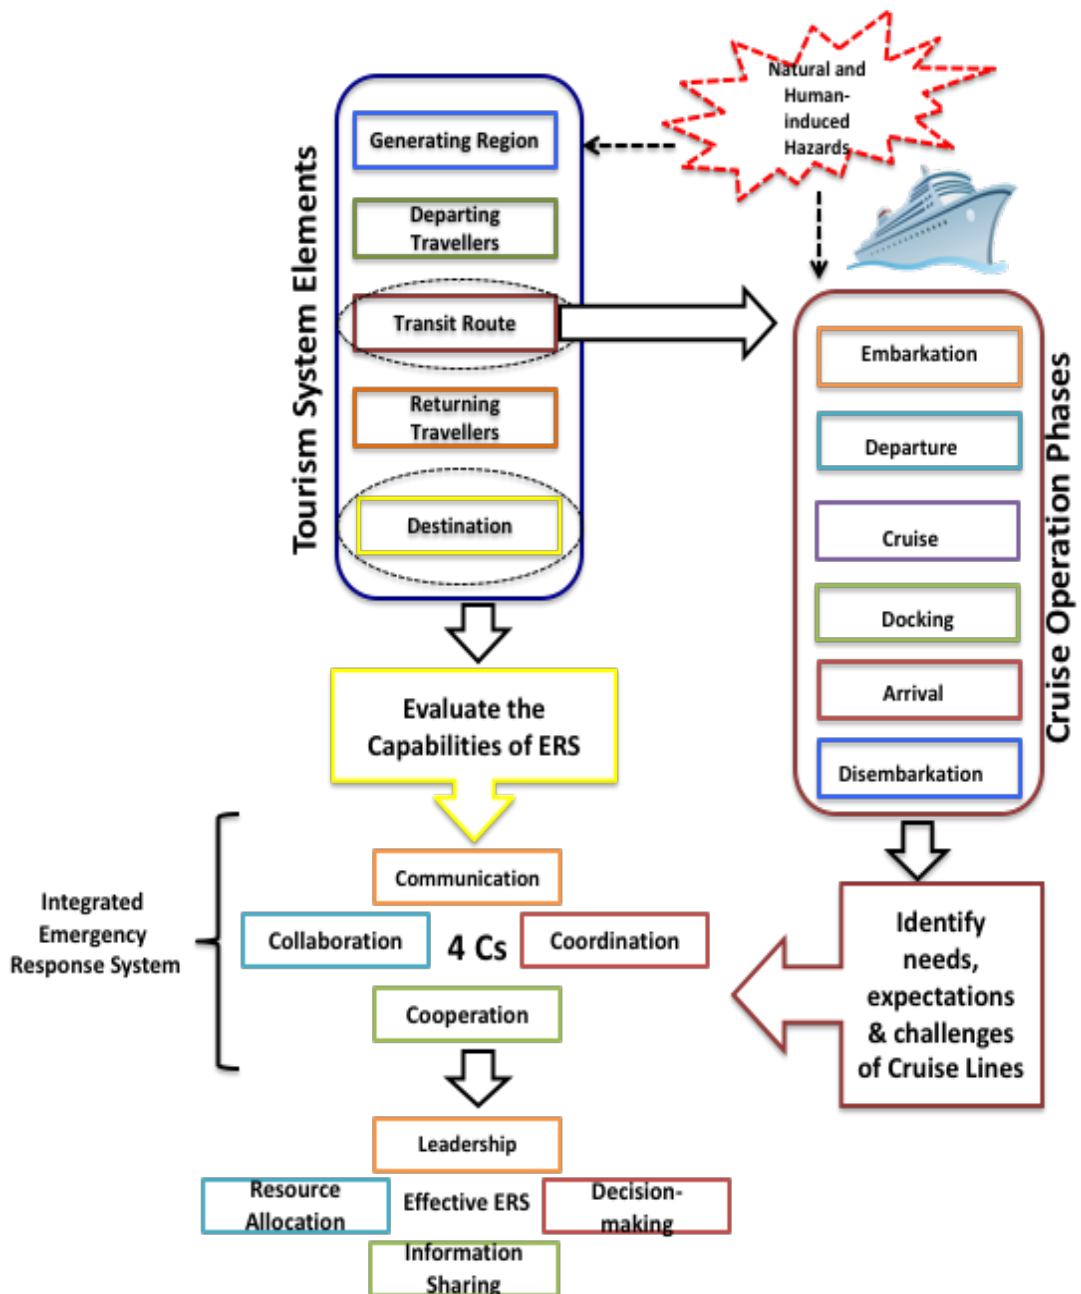 Natural and
Human-
induced
Hazards
Tourism System Elements
Generating Region
Departing
Travellers
Transit Route
Returning
Travellers
Destination
Cruise Operation Phases
Embarkation
Departure
Cruise
Docking
Arrival
Disembarkation
Evaluate the
Capabilities of ERS
Integrated
Emergency
Response System
Communication
Collaboration
4 Cs
Coordination
Cooperation
Identify
needs,
expectations
& challenges
of Cruise Lines
Leadership
Resource
Allocation
Effective ERS
Decision-
making
Information
Sharing